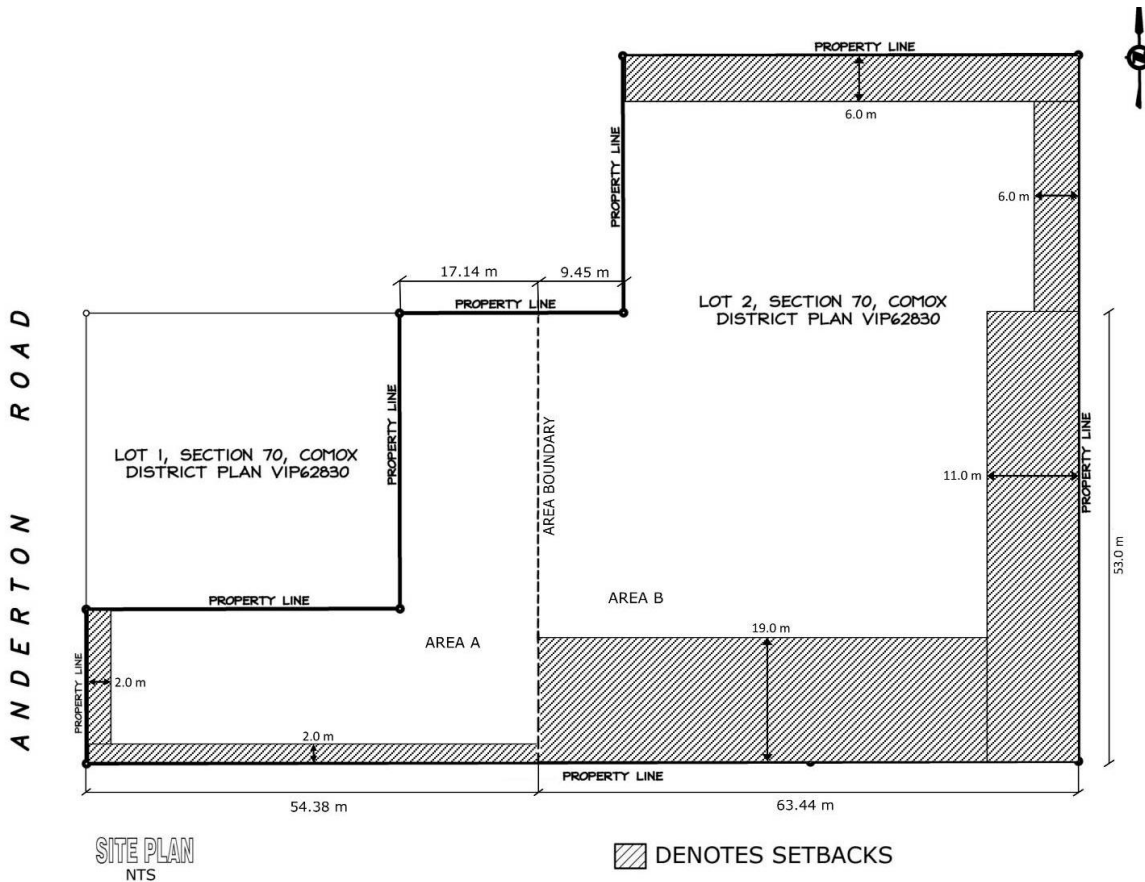 PROPERTY LINE
6.0 m
PROPERTY LINE
6.0 m
17.14 m
9.45 m
PROPERTY LINE
LOT 2, SECTION 70, COMOX
DISTRICT PLAN VIP62830
ANDERTON ROAD
PROPERTY LINE
LOT 1, SECTION 70, COMOX
DISTRICT PLAN VIP62830
AREA BOUNDARY
11.0 m
PROPERTY LINE
53.0 m
PROPERTY LINE
AREA B
AREA A
19.0 m
PROPERTY LINE
2.0 m
2.0 m
PROPERTY LINE
54.38 m
63.44 m
SITE PLAN
NTS
DENOTES SETBACKS